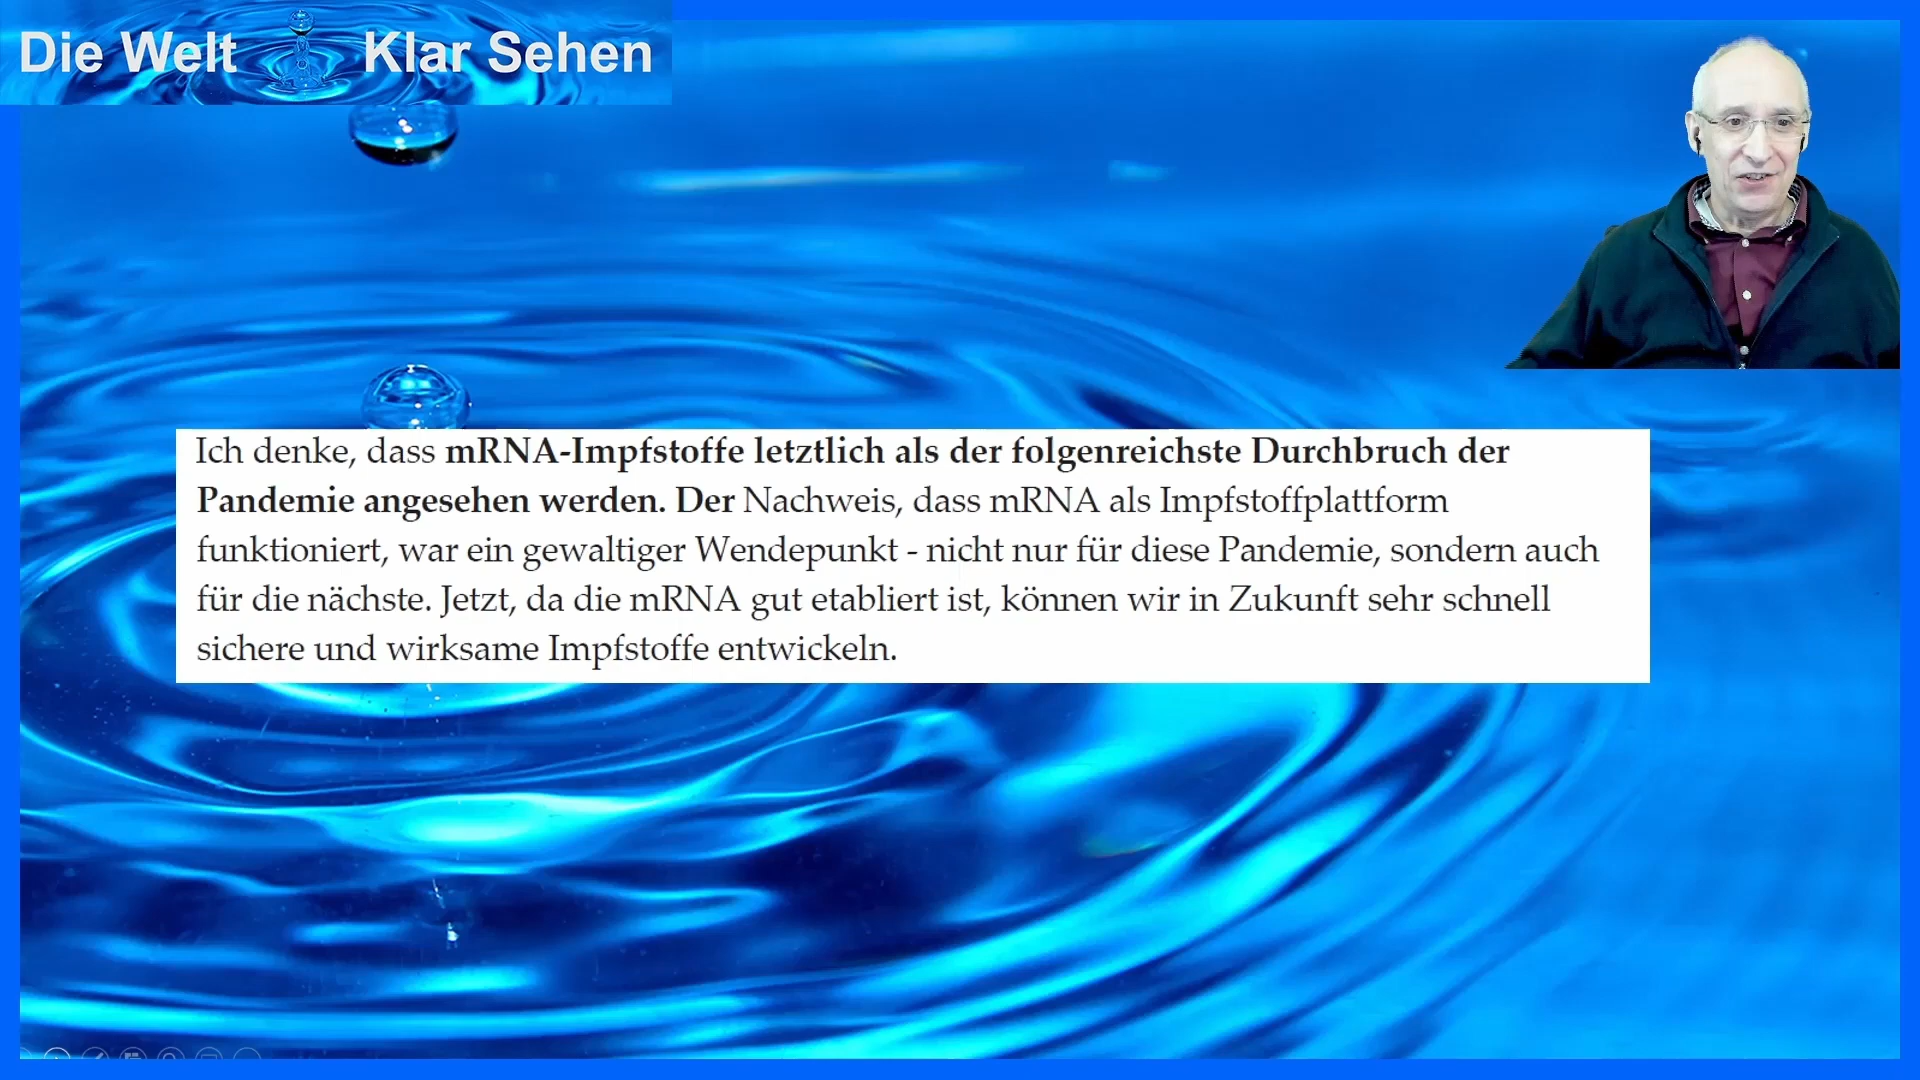 Die Welt Klar Sehen
Ich denke, dass mRNA-Impfstoffe letztlich als der folgenreichste Durchbruch der
Pandemie angesehen werden. Der Nachweis, dass mRNA als Impfstoffplattform
funktioniert, war ein gewaltiger Wendepunkt - nicht nur für diese Pandemie, sondern auch
für die nächste. Jetzt, da die mRNA gut etabliert ist, können wir in Zukunft sehr schnell
sichere und wirksame Impfstoffe entwickeln.